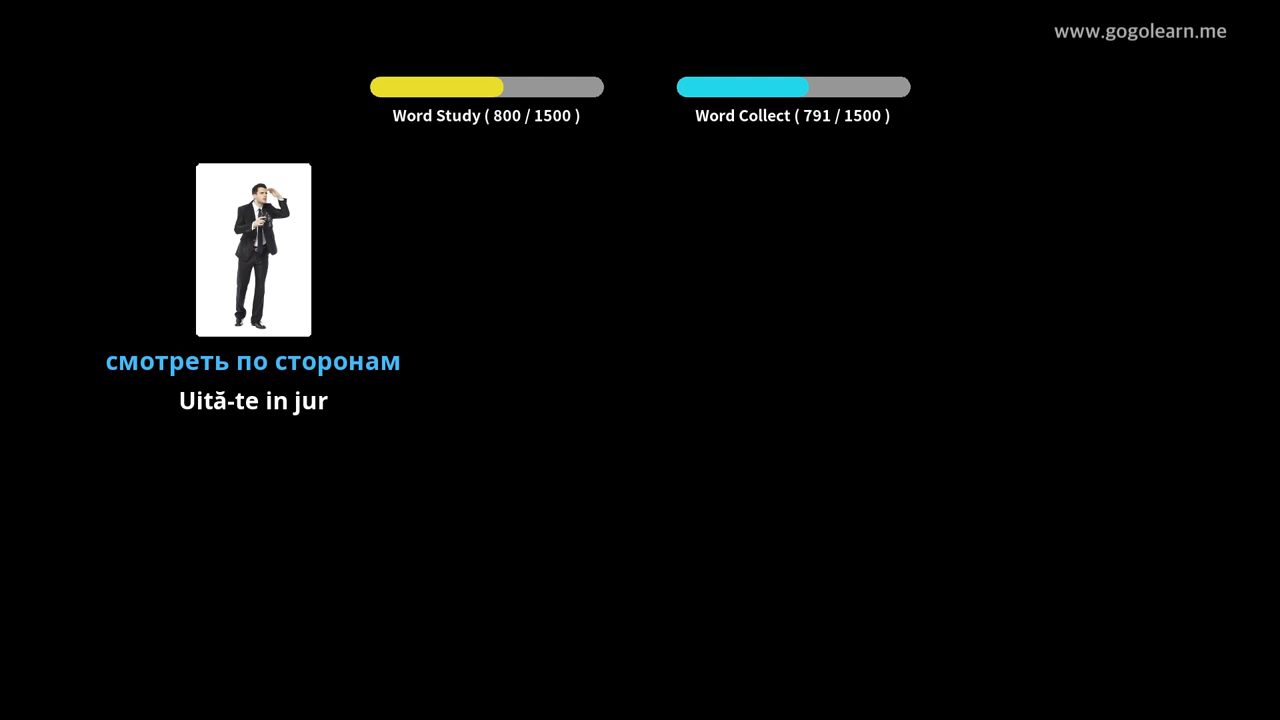 www.gogolearn.me
Word Study ( 800 / 1500 )
Word Collect ( 791 / 1500 )
смотреть по сторонам
Uită-te in jur